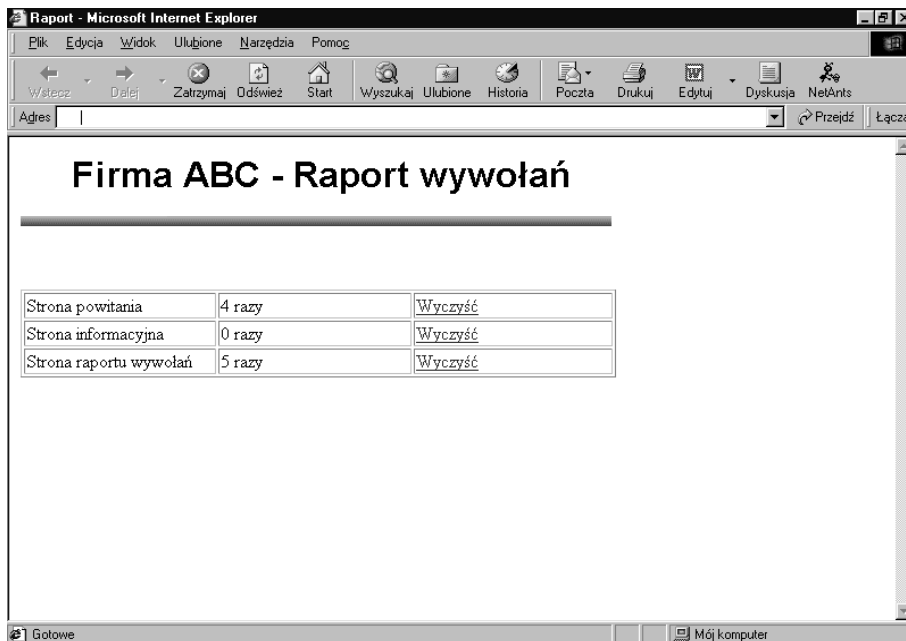 Raport - Microsoft Internet Explorer
Plik Edycja Widok Ulubione Narzędzia Pomoc
Wstecz Dalej Zatrzymaj Odśwież Start Wyszukaj Ulubione Historia Poczta Drukuj Edytuj Dyskusja NetAnts
Adres Przejdź Łącza
Firma ABC - Raport wywołań
Strona powitania 4 razy Wyczyść
Strona informacyjna 0 razy Wyczyść
Strona raportu wywołań 5 razy Wyczyść
Gotowe Mój komputer